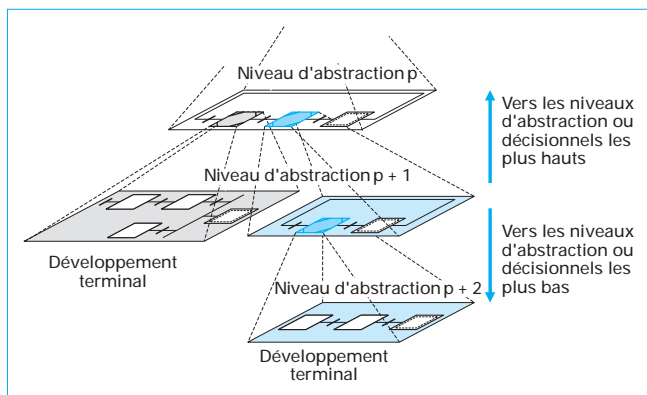 Niveau d'abstraction p
Vers les niveaux
d'abstraction ou
décisionnels les
plus hauts
Niveau d'abstraction p + 1
Vers les niveaux
d'abstraction ou
décisionnels les
plus bas
Développement
terminal
Niveau d'abstraction p + 2
Développement
terminal